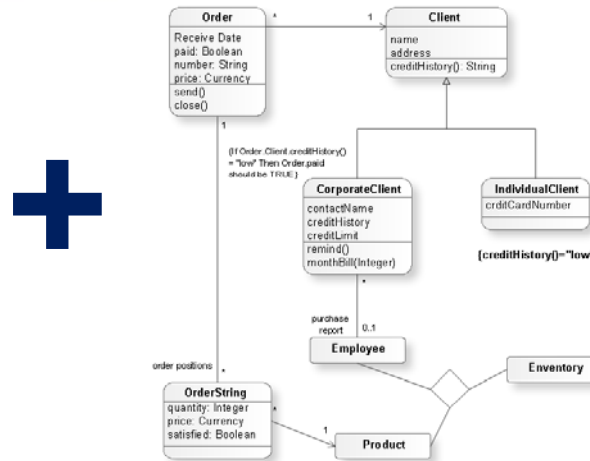 Order
Receive Date
paid: Boolean
number: String
price: Currency
send()
close()
*
1
Client
name
address
creditHistory(): String
1
{If Order.Client.creditHistory()
= "low" Then Order.paid
should be TRUE}
CorporateClient
contactName
creditHistory
creditLimit
remind()
monthBill(Integer)
IndividualClient
crditCardNumber
{creditHistory()="low
*
purchase
report
0..1
Employee
Enventory
order positions
*
OrderString
quantity: Integer
price: Currency
satisfied: Boolean
*
1
Product